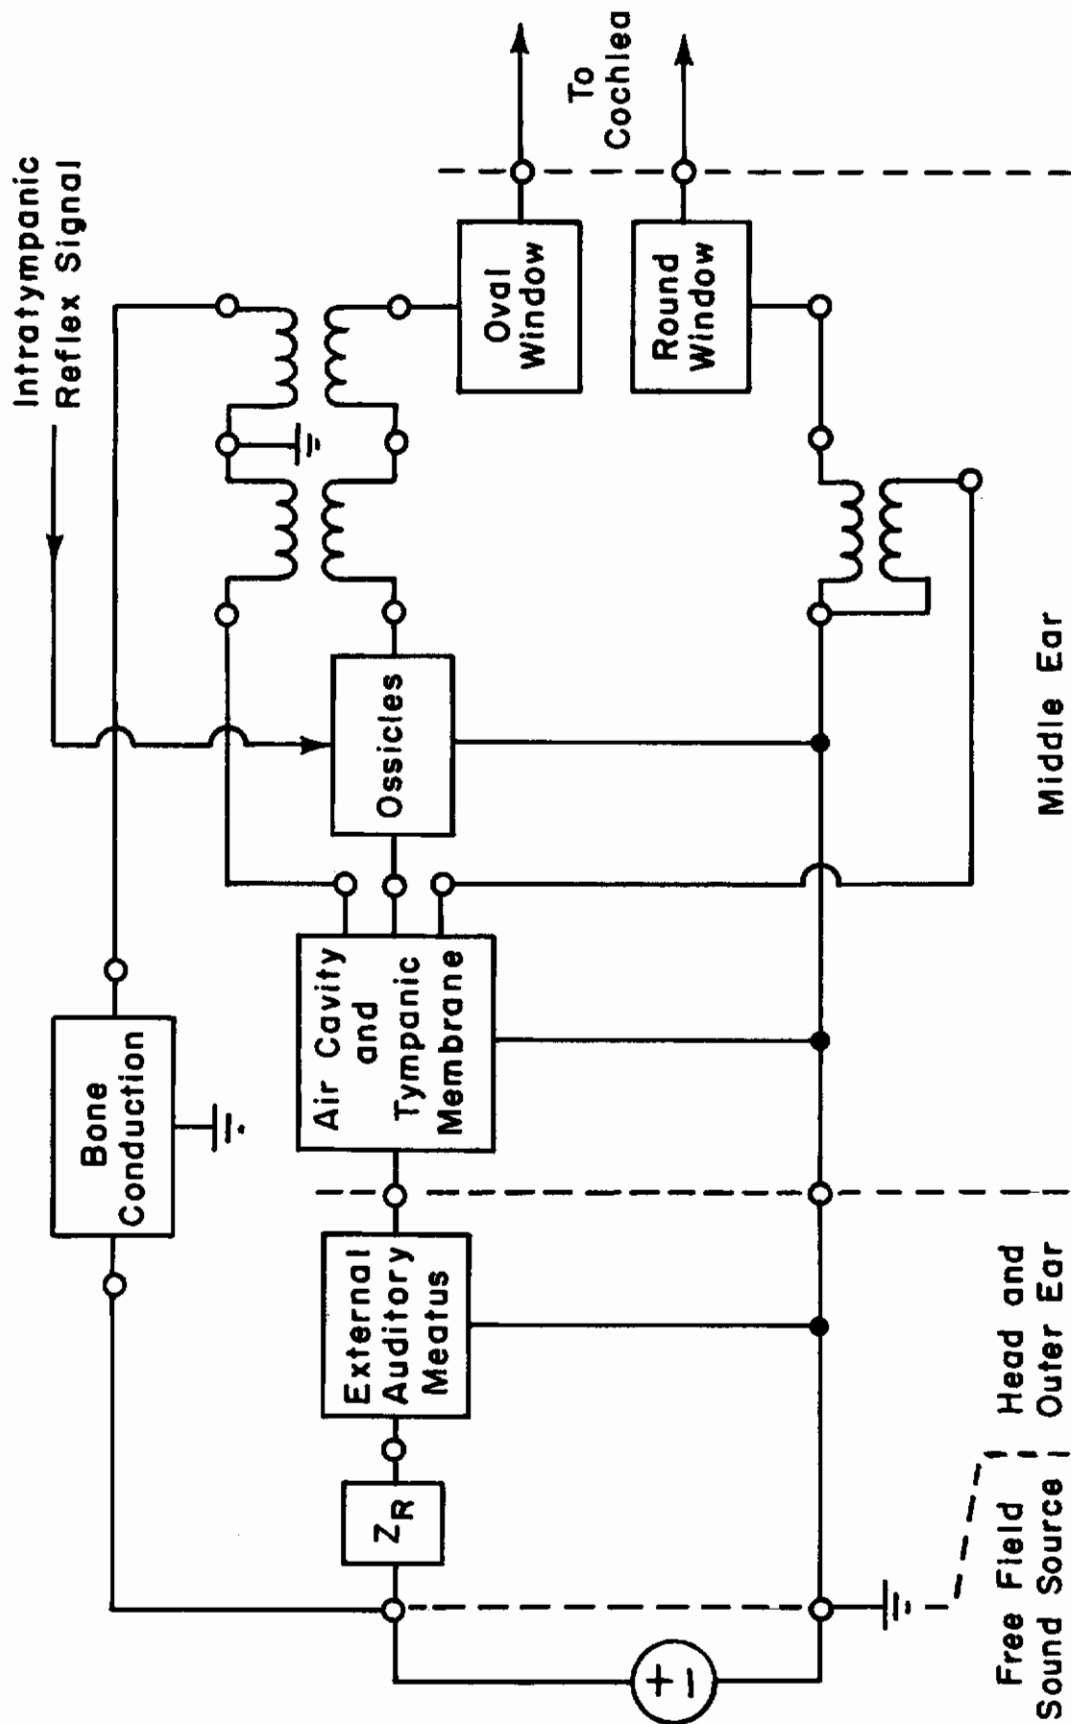 Intratympanic
Reflex Signal
Bone
Conduction
To
Cochlea
Z_R
External
Auditory
Meatus
Air Cavity
and
Tympanic
Membrane
Ossicles
Oval
Window
Round
Window
+
−
Free Field
Sound Source
Head and
Outer Ear
Middle Ear